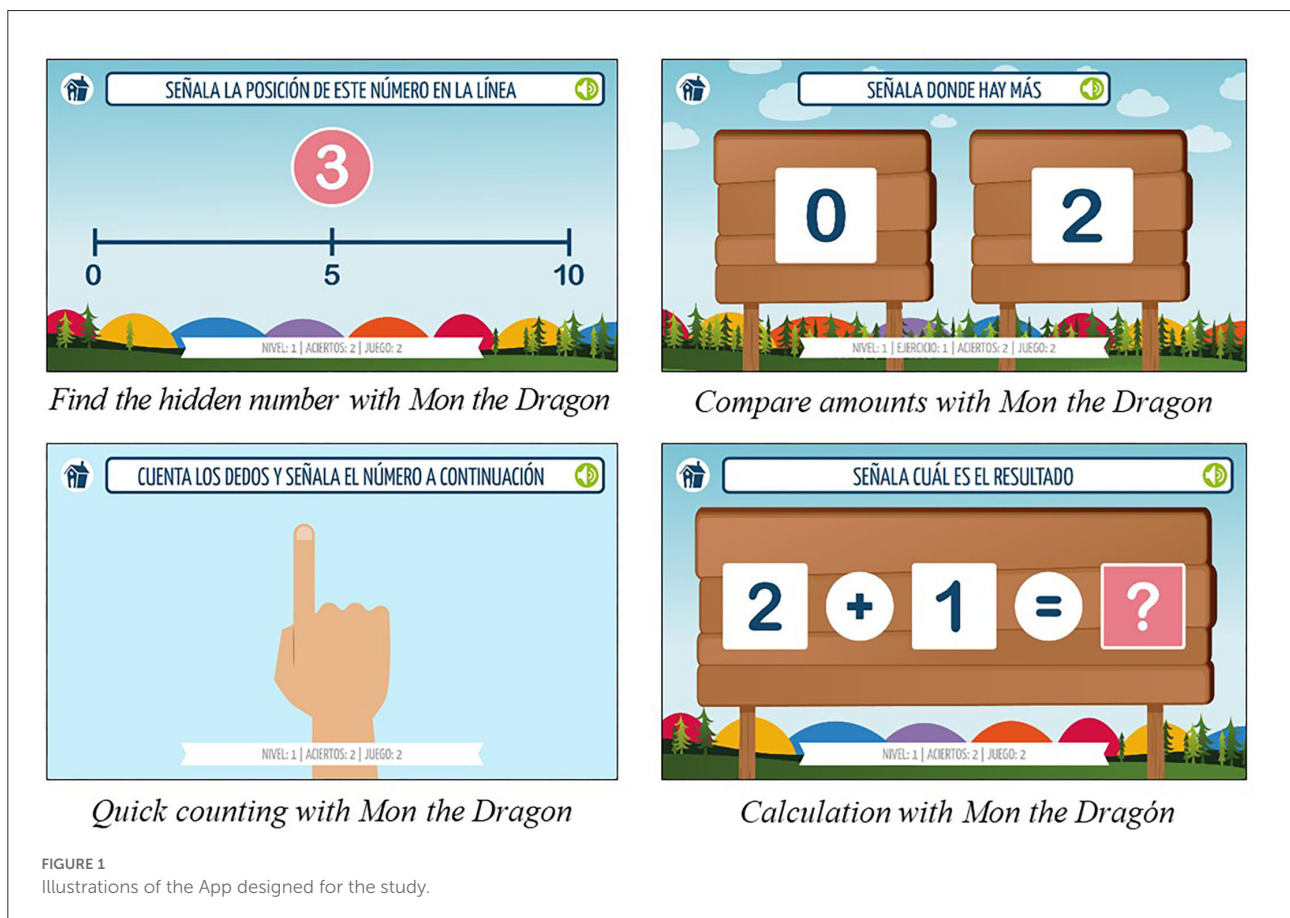 SEÑALA LA POSICIÓN DE ESTE NÚMERO EN LA LÍNEA
3
0 5 10
NIVEL: 1 | ACIERTOS: 2 | JUEGO: 2
Find the hidden number with Mon the Dragon
SEÑALA DONDE HAY MÁS
0 2
NIVEL: 1 | EJERCICIO: 1 | ACIERTOS: 2 | JUEGO: 2
Compare amounts with Mon the Dragon
CUENTA LOS DEDOS Y SEÑALA EL NÚMERO A CONTINUACIÓN
NIVEL: 1 | ACIERTOS: 2 | JUEGO: 2
Quick counting with Mon the Dragon
SEÑALA CUÁL ES EL RESULTADO
2 + 1 = ?
NIVEL: 1 | ACIERTOS: 2 | JUEGO: 2
Calculation with Mon the Dragón
FIGURE 1
Illustrations of the App designed for the study.